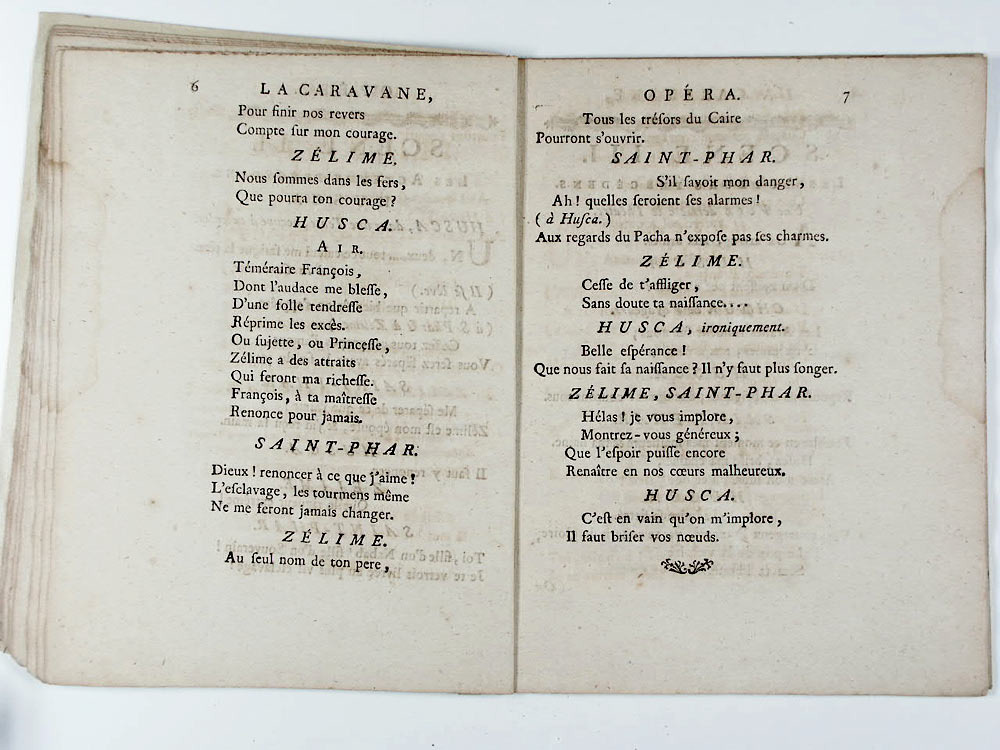 6
LA CARAVANE,
Pour finir nos revers
Compte ſur mon courage.
ZÉLIME.
Nous ſommes dans les fers,
Que pourra ton courage ?
HUSCA.
AIR.
Téméraire François,
Dont l'audace me bleſſe,
D'une folle tendreſſe
Réprime les excès.
Ou ſujette, ou Princeſſe,
Zélime a des attraits
Qui feront ma richeſſe.
François, à ta maîtreſſe
Renonce pour jamais.
SAINT-PHAR.
Dieux ! renoncer à ce que j'aime !
L'eſclavage, les tourmens même
Ne me feront jamais changer.
ZÉLIME.
Au ſeul nom de ton pere,
OPÉRA.
7
Tous les tréſors du Caire
Pourront s'ouvrir.
SAINT-PHAR.
S'il ſavoit mon danger,
Ah ! quelles ſeroient ſes alarmes !
( à Huſca. )
Aux regards du Pacha n'expoſe pas ſes charmes.
ZÉLIME.
Ceſſe de t'affliger,
Sans doute ta naiſſance....
HUSCA, ironiquement.
Belle eſpérance !
Que nous fait ſa naiſſance ? Il n'y faut plus ſonger.
ZÉLIME, SAINT-PHAR.
Hélas ! je vous implore,
Montrez-vous généreux ;
Que l'eſpoir puiſſe encore
Renaître en nos cœurs malheureux.
HUSCA.
C'eſt en vain qu'on m'implore,
Il faut briſer vos nœuds.